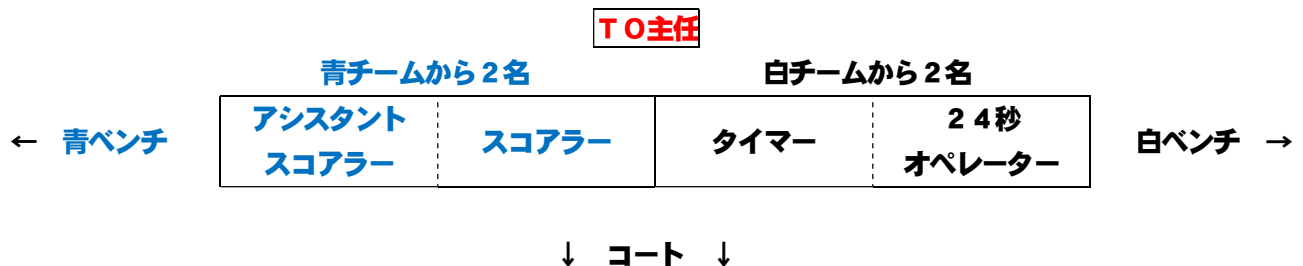 ＴＯ主任
青チームから２名 白チームから２名
← 青ベンチ アシスタント スコアラー スコアラー タイマー ２４秒 オペレーター 白ベンチ →
↓ コート ↓